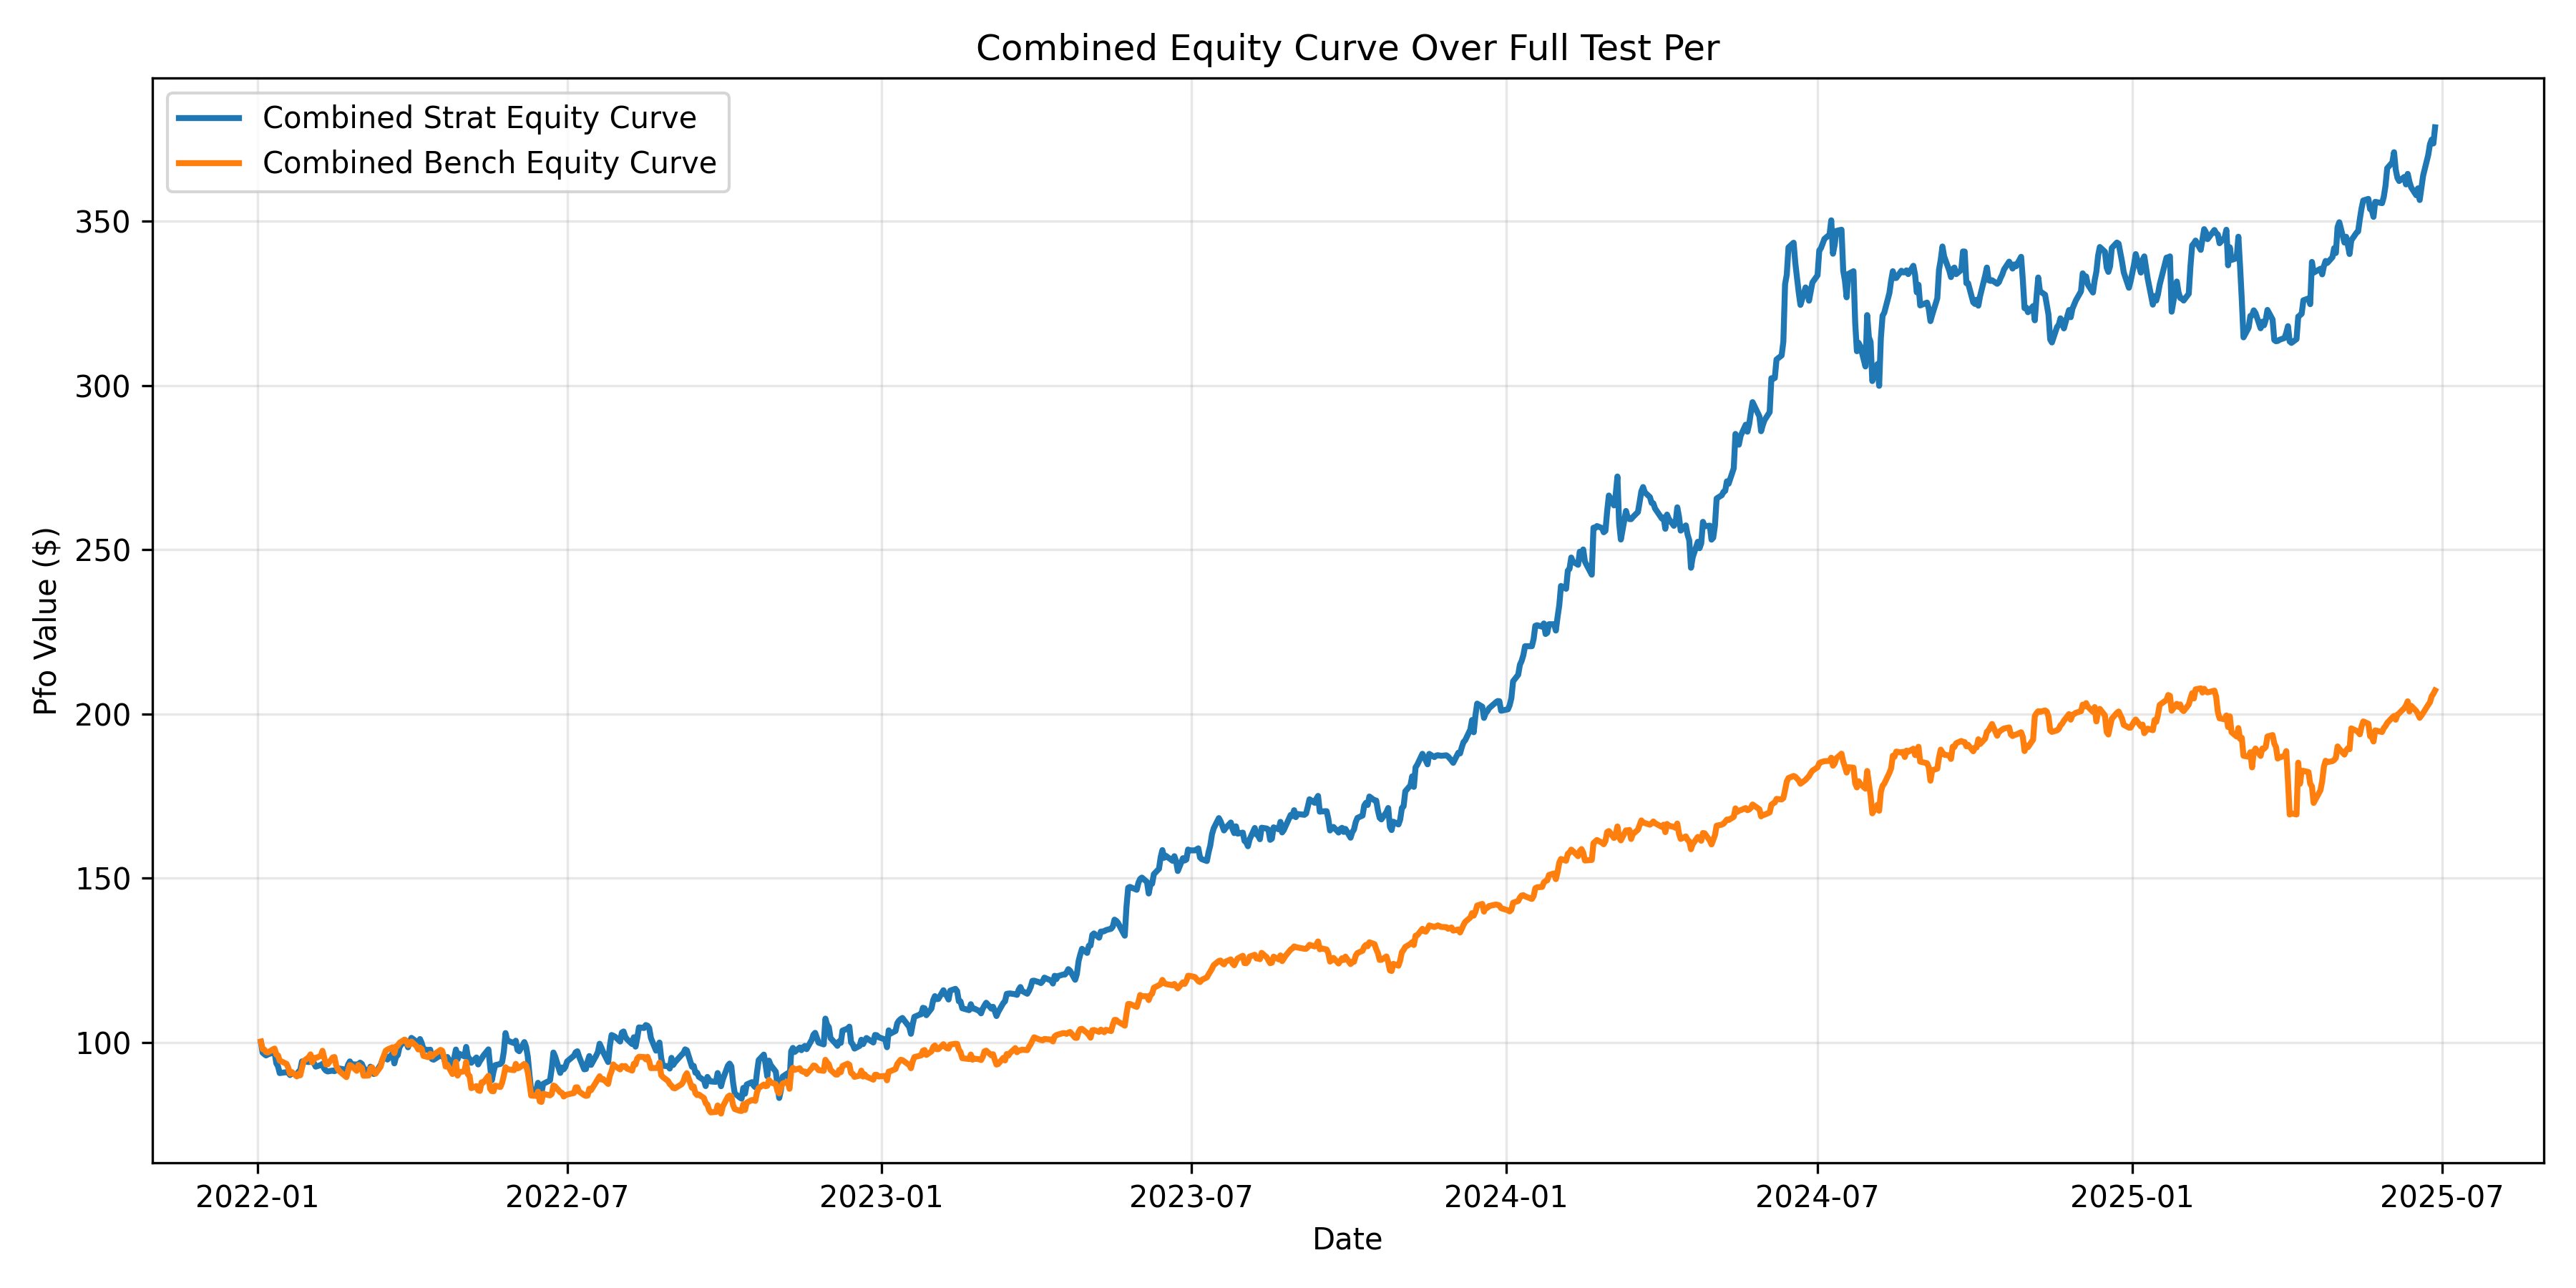 Combined Equity Curve Over Full Test Per
Combined Strat Equity Curve
Combined Bench Equity Curve
Pfo Value ($)
350
300
250
200
150
100
2022-01
2022-07
2023-01
2023-07
2024-01
2024-07
2025-01
2025-07
Date